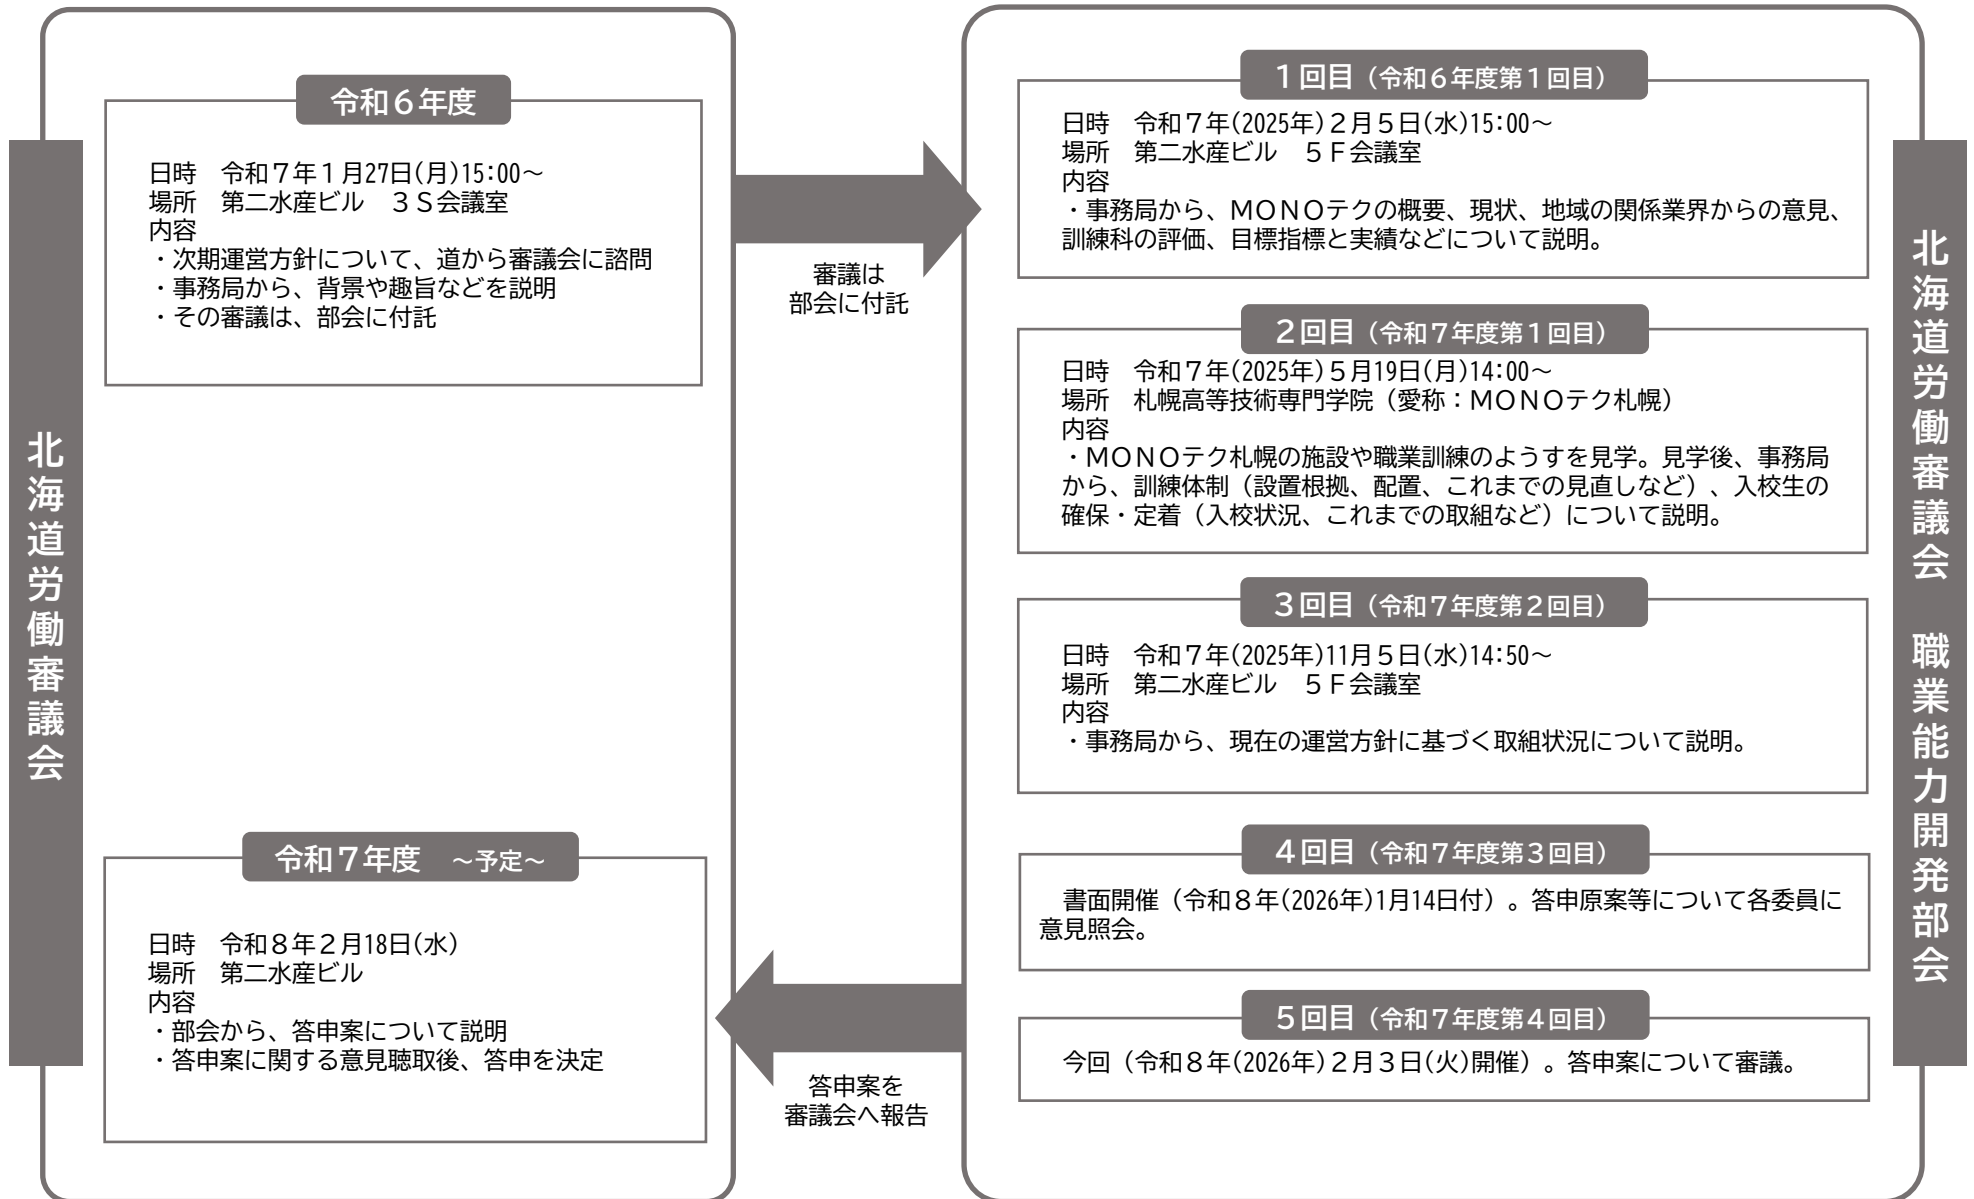 北海道労働審議会
令和６年度
日時　令和７年１月27日(月)15:00～
場所　第二水産ビル　３Ｓ会議室
内容
・次期運営方針について、道から審議会に諮問
・事務局から、背景や趣旨などを説明
・その審議は、部会に付託
審議は
部会に付託
１回目（令和６年度第１回目）
日時　令和７年(2025年)２月５日(水)15:00～
場所　第二水産ビル　５Ｆ会議室
内容
・事務局から、ＭＯＮＯテクの概要、現状、地域の関係業界からの意見、
訓練科の評価、目標指標と実績などについて説明。
２回目（令和７年度第１回目）
日時　令和７年(2025年)５月19日(月)14:00～
場所　札幌高等技術専門学院（愛称：ＭＯＮＯテク札幌）
内容
・ＭＯＮＯテク札幌の施設や職業訓練のようすを見学。見学後、事務局
から、訓練体制（設置根拠、配置、これまでの見直しなど）、入校生の
確保・定着（入校状況、これまでの取組など）について説明。
３回目（令和７年度第２回目）
日時　令和７年(2025年)11月５日(水)14:50～
場所　第二水産ビル　５Ｆ会議室
内容
・事務局から、現在の運営方針に基づく取組状況について説明。
４回目（令和７年度第３回目）
書面開催（令和８年(2026年)1月14日付）。答申原案等について各委員に
意見照会。
５回目（令和７年度第４回目）
今回（令和８年(2026年)２月３日(火)開催）。答申案について審議。
北海道労働審議会　職業能力開発部会
答申案を
審議会へ報告
令和７年度　～予定～
日時　令和８年２月18日(水)
場所　第二水産ビル
内容
・部会から、答申案について説明
・答申案に関する意見聴取後、答申を決定